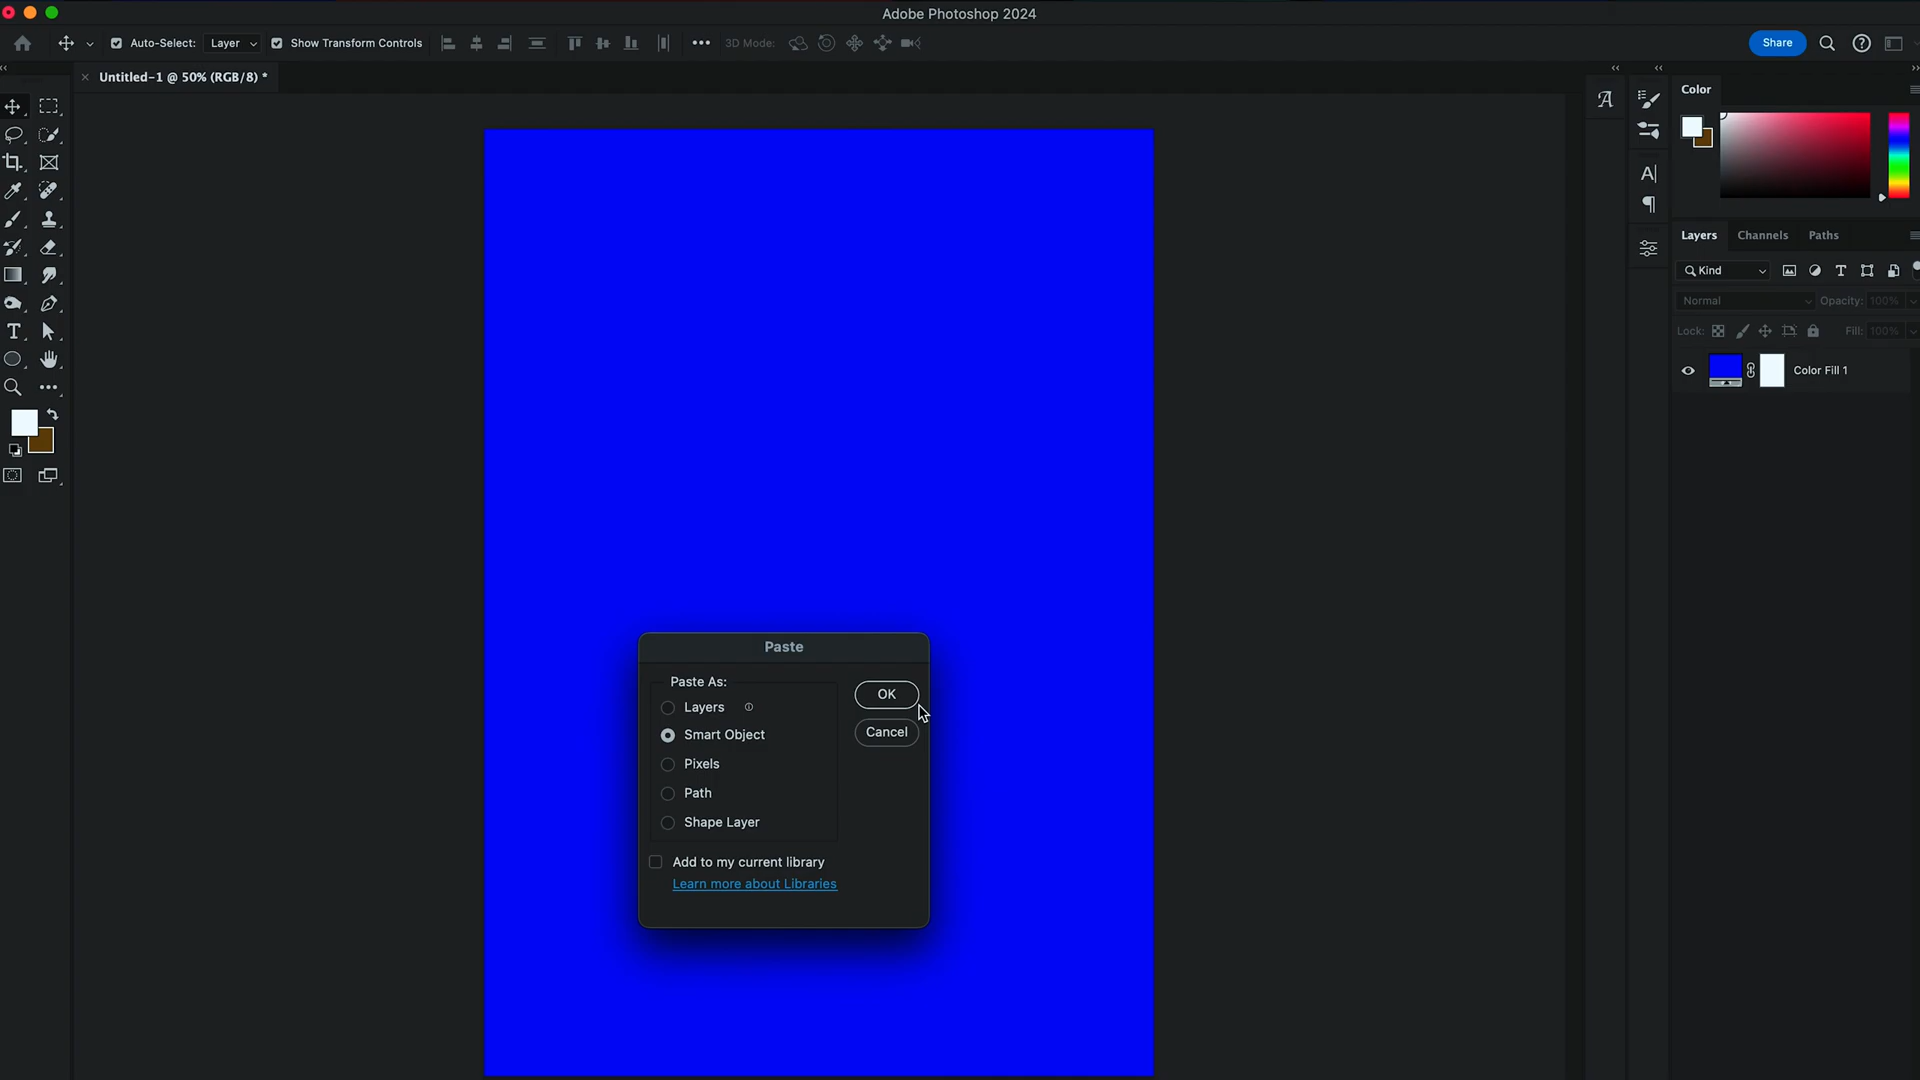 Adobe Photoshop 2024
Auto-Select: Layer Show Transform Controls 3D Mode: Share
Untitled-1 @ 50% (RGB/8) *
Color
Layers Channels Paths
Kind
Normal Opacity: 100%
Lock: Fill: 100%
Color Fill 1
Paste
Paste As:
Layers
Smart Object
Pixels
Path
Shape Layer
OK
Cancel
Add to my current library
Learn more about Libraries